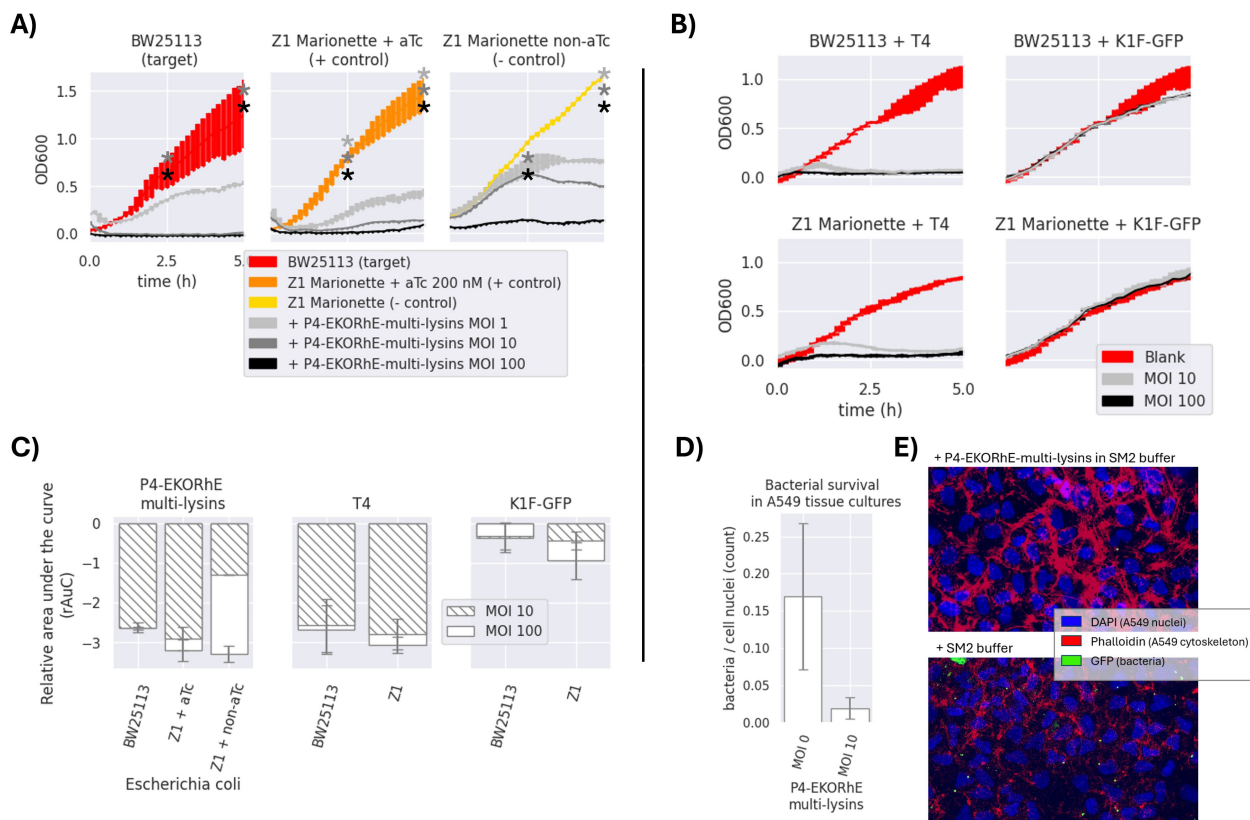 A)
BW25113
(target)
Z1 Marionette + aTc
(+ control)
Z1 Marionette non-aTc
(- control)
OD600
1.5
1.0
0.5
0.0
0.0
2.5
5.
time (h)
BW25113 (target)
Z1 Marionette + aTc 200 nM (+ control)
Z1 Marionette (- control)
+ P4-EKORhE-multi-lysins MOI 1
+ P4-EKORhE-multi-lysins MOI 10
+ P4-EKORhE-multi-lysins MOI 100
B)
BW25113 + T4
BW25113 + K1F-GFP
OD600
1.0
0.5
0.0
Z1 Marionette + T4
Z1 Marionette + K1F-GFP
OD600
1.0
0.5
0.0
0.0
2.5
5.0
time (h)
Blank
MOI 10
MOI 100
C)
P4-EKORhE
multi-lysins
T4
K1F-GFP
Relative area under the curve
(rAuC)
0
−1
−2
−3
MOI 10
MOI 100
BW25113
Z1 + aTc
Z1 + non-aTc
BW25113
Z1
BW25113
Z1
Escherichia coli
D)
Bacterial survival
in A549 tissue cultures
bacteria / cell nuclei (count)
0.25
0.20
0.15
0.10
0.05
0.00
MOI 0
MOI 10
P4-EKORhE
multi-lysins
E)
+ P4-EKORhE-multi-lysins in SM2 buffer
DAPI (A549 nuclei)
Phalloidin (A549 cytoskeleton)
GFP (bacteria)
+ SM2 buffer